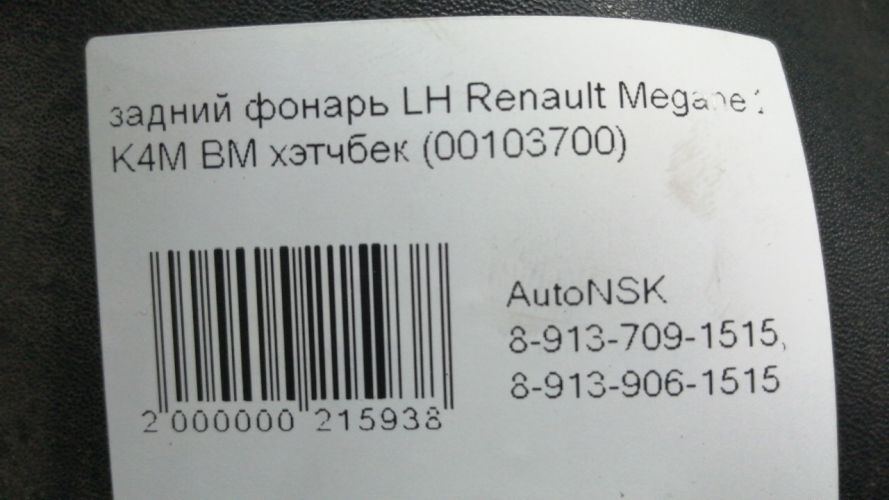 задний фонарь LH Renault Megane
K4M BM хэтчбек (00103700)
AutoNSK
8-913-709-1515,
8-913-906-1515
2 000000 215938